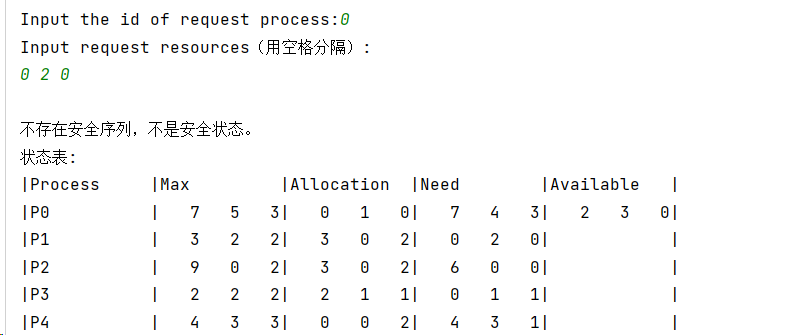 Input the id of request process:0
Input request resources（用空格分隔）:
0 2 0
不存在安全序列，不是安全状态。
状态表:
|Process |Max |Allocation |Need |Available |
|P0 | 7 5 3| 0 1 0| 7 4 3| 2 3 0|
|P1 | 3 2 2| 3 0 2| 0 2 0| |
|P2 | 9 0 2| 3 0 2| 6 0 0| |
|P3 | 2 2 2| 2 1 1| 0 1 1| |
|P4 | 4 3 3| 0 0 2| 4 3 1| |